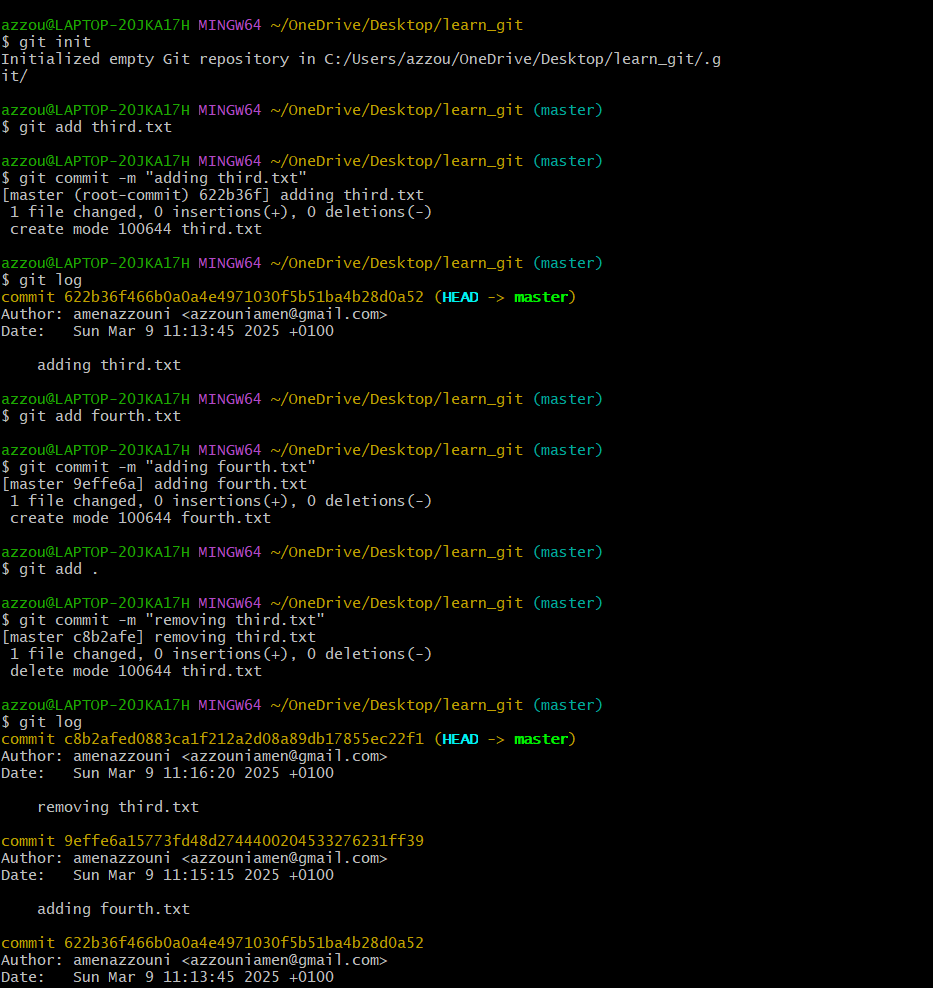 azzou@LAPTOP-2OJKA17H MINGW64 ~/OneDrive/Desktop/learn_git
$ git init
Initialized empty Git repository in C:/Users/azzou/OneDrive/Desktop/learn_git/.g
it/
azzou@LAPTOP-2OJKA17H MINGW64 ~/OneDrive/Desktop/learn_git (master)
$ git add third.txt
azzou@LAPTOP-2OJKA17H MINGW64 ~/OneDrive/Desktop/learn_git (master)
$ git commit -m "adding third.txt"
[master (root-commit) 622b36f] adding third.txt
 1 file changed, 0 insertions(+), 0 deletions(-)
 create mode 100644 third.txt
azzou@LAPTOP-2OJKA17H MINGW64 ~/OneDrive/Desktop/learn_git (master)
$ git log
commit 622b36f466b0a0a4e4971030f5b51ba4b28d0a52 (HEAD -> master)
Author: amenazzouni <azzouniamen@gmail.com>
Date:   Sun Mar 9 11:13:45 2025 +0100
    adding third.txt
azzou@LAPTOP-2OJKA17H MINGW64 ~/OneDrive/Desktop/learn_git (master)
$ git add fourth.txt
azzou@LAPTOP-2OJKA17H MINGW64 ~/OneDrive/Desktop/learn_git (master)
$ git commit -m "adding fourth.txt"
[master 9effe6a] adding fourth.txt
 1 file changed, 0 insertions(+), 0 deletions(-)
 create mode 100644 fourth.txt
azzou@LAPTOP-2OJKA17H MINGW64 ~/OneDrive/Desktop/learn_git (master)
$ git add .
azzou@LAPTOP-2OJKA17H MINGW64 ~/OneDrive/Desktop/learn_git (master)
$ git commit -m "removing third.txt"
[master c8b2afe] removing third.txt
 1 file changed, 0 insertions(+), 0 deletions(-)
 delete mode 100644 third.txt
azzou@LAPTOP-2OJKA17H MINGW64 ~/OneDrive/Desktop/learn_git (master)
$ git log
commit c8b2afed0883ca1f212a2d08a89db17855ec22f1 (HEAD -> master)
Author: amenazzouni <azzouniamen@gmail.com>
Date:   Sun Mar 9 11:16:20 2025 +0100
    removing third.txt
commit 9effe6a15773fd48d2744400204533276231ff39
Author: amenazzouni <azzouniamen@gmail.com>
Date:   Sun Mar 9 11:15:15 2025 +0100
    adding fourth.txt
commit 622b36f466b0a0a4e4971030f5b51ba4b28d0a52
Author: amenazzouni <azzouniamen@gmail.com>
Date:   Sun Mar 9 11:13:45 2025 +0100